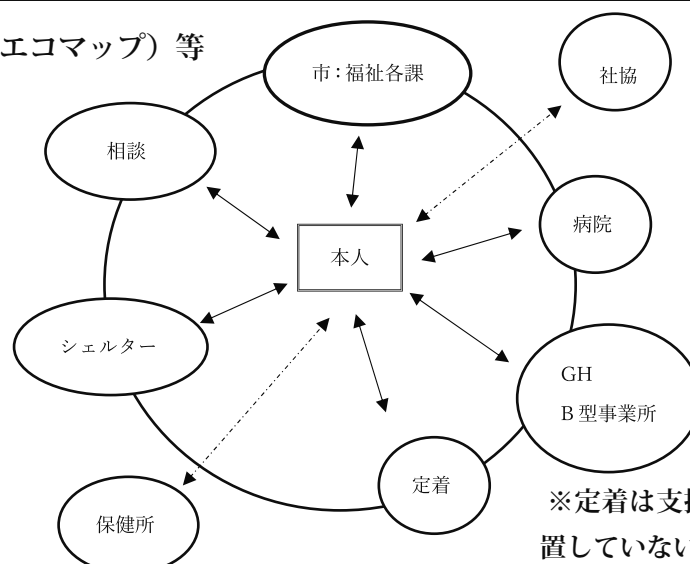 エコマップ）等
市：福祉各課
社協
相談
病院
本人
シェルター
GH
B 型事業所
定着
保健所
※定着は支
置していな